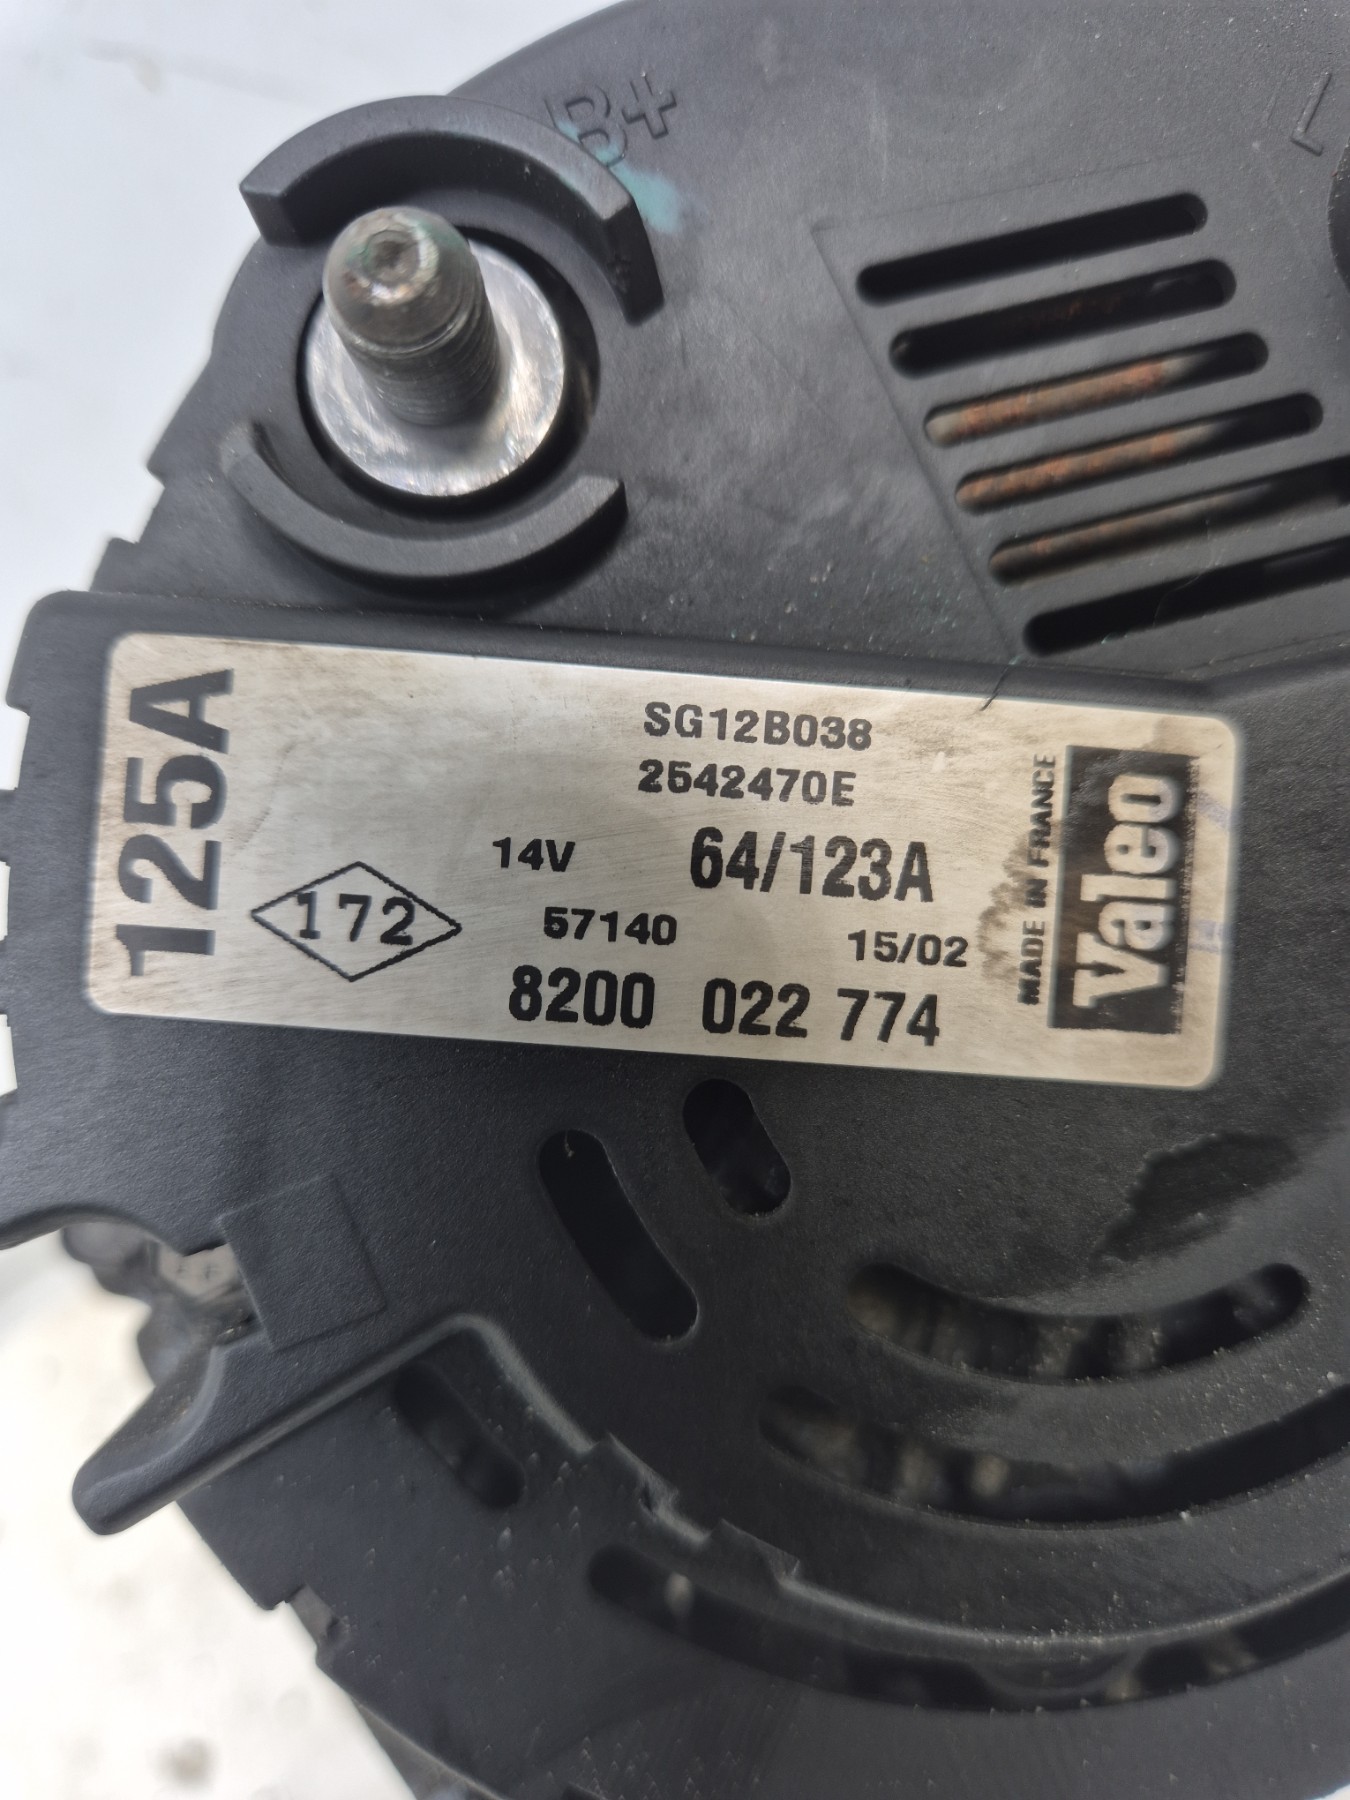 B+
L
125A
SG12B038
2542470E
14V 64/123A
172
57140 15/02
8200 022 774
MADE IN FRANCE
Valeo